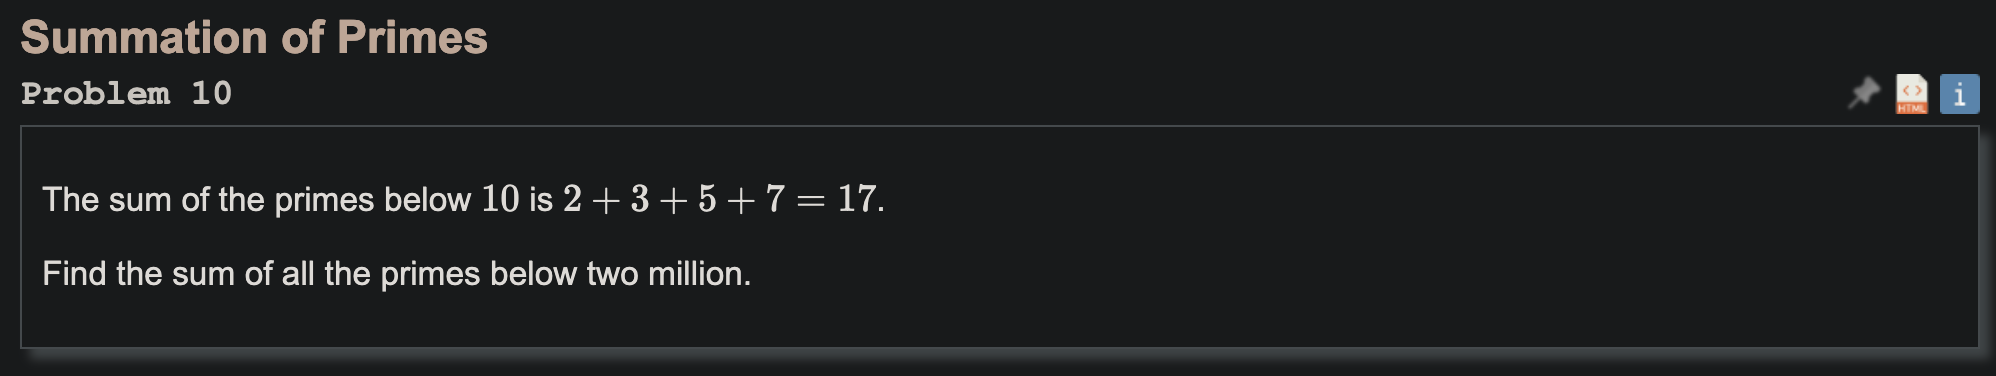 Summation of Primes
Problem 10
HTML
i
The sum of the primes below 10 is 2 + 3 + 5 + 7 = 17.
Find the sum of all the primes below two million.